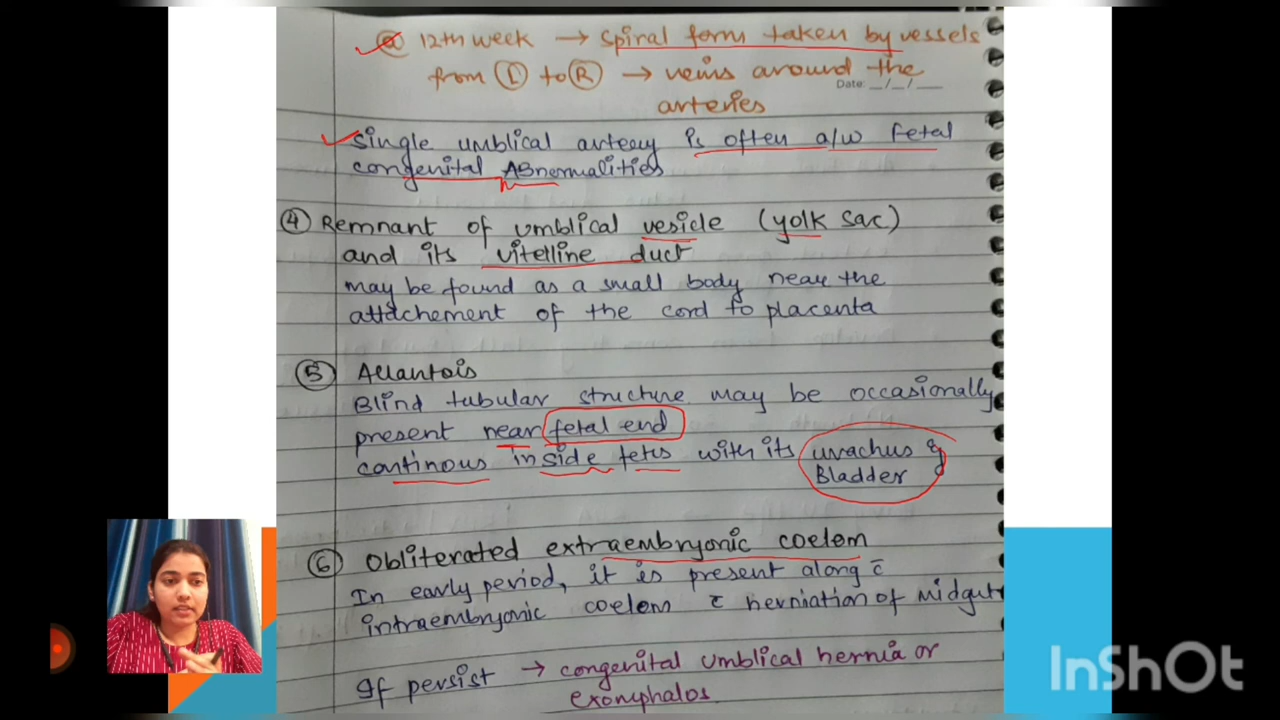 @ 12th week → spiral form taken by vessels
from Ⓛ to Ⓡ → veins around the
Date: _/_/__
arteries
Single umblical artery is often a/w fetal
congenital ABnormalities
④ Remnant of umblical vesicle (yolk sac)
and its vitelline duct
may be found as a small body near the
attachement of the cord to placenta
⑤ Allantois
Blind tubular structure may be occasionally
present near fetal end
continous inside fetus with its urachus &
Bladder
⑥ Obliterated extraembryonic coelom
In early period, it is present along c̄
intraembryonic coelom c̄ herniation of midgut
If persist → congenital umblical hernia or
exomphalos
InShOt